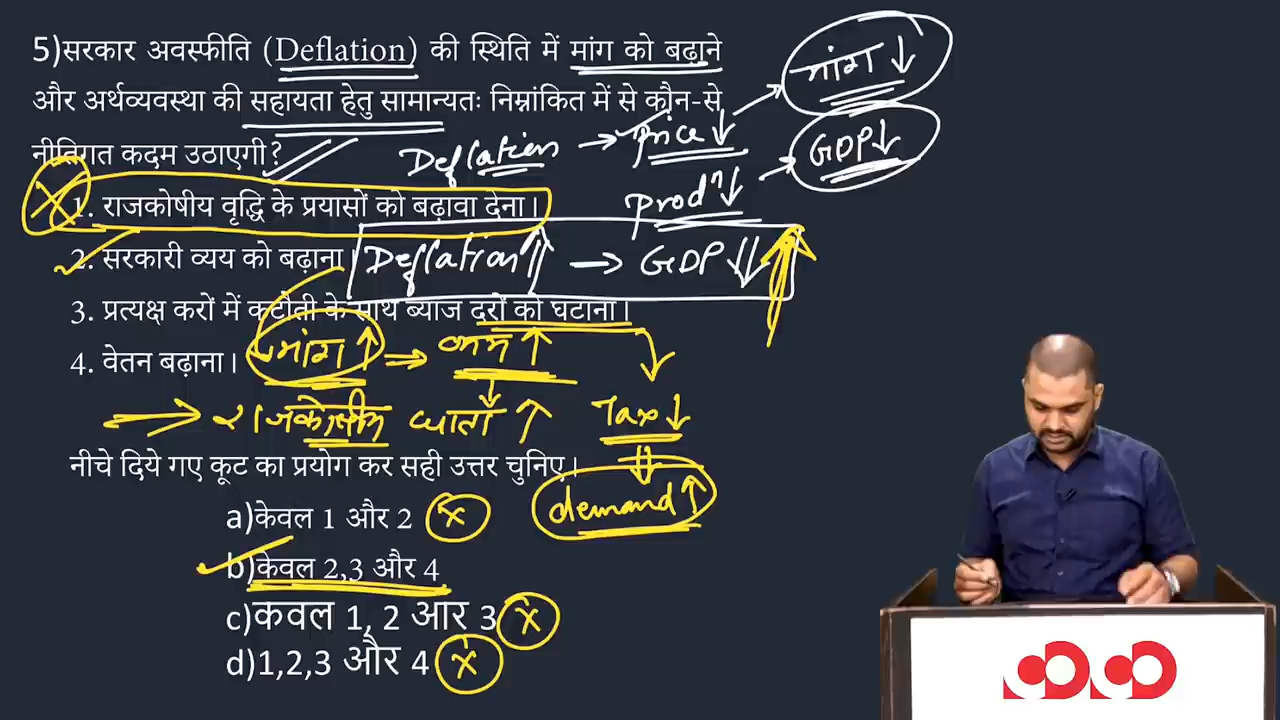 5)सरकार अवस्फीति (Deflation) की स्थिति में मांग को बढ़ाने
और अर्थव्यवस्था की सहायता हेतु सामान्यतः निम्नांकित में से कौन-से
नीतिगत कदम उठाएगी?
Deflation → Price↓ → मांग↓
Prodⁿ↓ → GDP↓
1. राजकोषीय वृद्धि के प्रयासों को बढ़ावा देना।
2. सरकारी व्यय को बढ़ाना।
Deflation↑ → GDP↓↓ ↑
3. प्रत्यक्ष करों में कटौती के साथ ब्याज दरों को घटाना।
4. वेतन बढ़ाना।
मांग↑ ⇒ व्यय↑
→ राजकोषीय घाटा ↑
Tax↓
demand↑
नीचे दिये गए कूट का प्रयोग कर सही उत्तर चुनिए।
a)केवल 1 और 2 x
b)केवल 2,3 और 4
c)केवल 1, 2 और 3 x
d)1,2,3 और 4 x